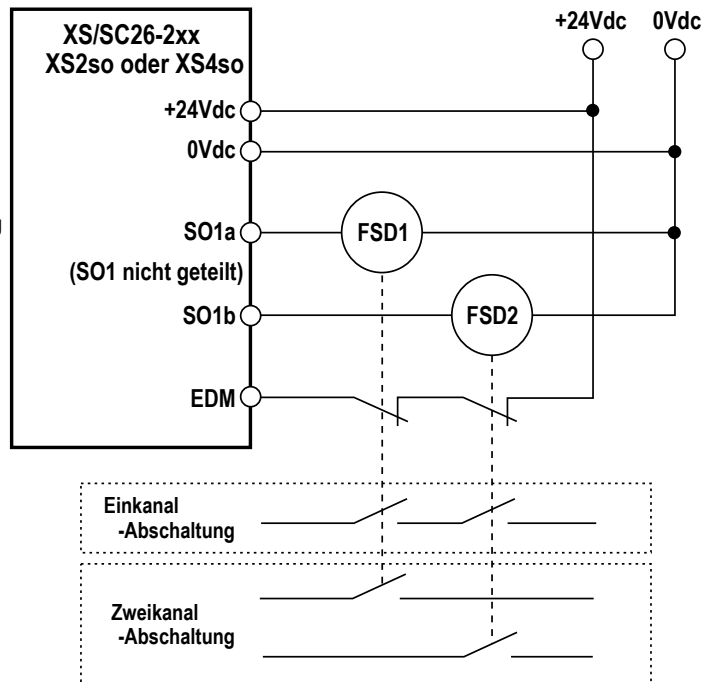 +24Vdc 0Vdc
XS/SC26-2xx
XS2so oder XS4so
+24Vdc
0Vdc
SO1a
FSD1
(SO1 nicht geteilt)
SO1b
FSD2
EDM
Einkanal
-Abschaltung
Zweikanal
-Abschaltung